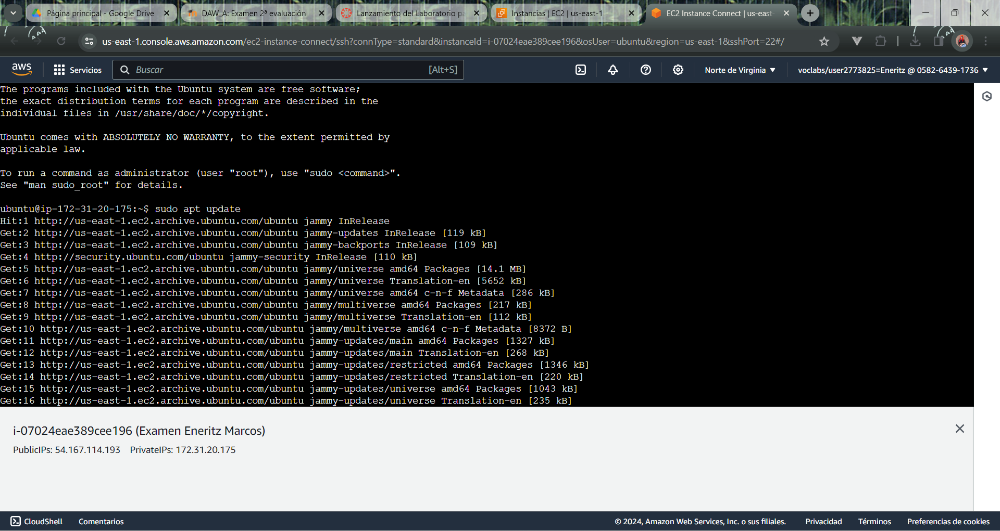 Página principal - Google Drive
DAW_A: Examen 2ª evaluación
Lanzamiento del Laboratorio pa
Instancias | EC2 | us-east-1
EC2 Instance Connect | us-east-
us-east-1.console.aws.amazon.com/ec2-instance-connect/ssh?connType=standard&instanceId=i-07024eae389cee196&osUser=ubuntu&region=us-east-1&sshPort=22#/
aws
Servicios
Buscar
[Alt+S]
Norte de Virginia
voclabs/user2773825=Eneritz @ 0582-6439-1736
The programs included with the Ubuntu system are free software;
the exact distribution terms for each program are described in the
individual files in /usr/share/doc/*/copyright.
Ubuntu comes with ABSOLUTELY NO WARRANTY, to the extent permitted by
applicable law.
To run a command as administrator (user "root"), use "sudo <command>".
See "man sudo_root" for details.
ubuntu@ip-172-31-20-175:~$ sudo apt update
Hit:1 http://us-east-1.ec2.archive.ubuntu.com/ubuntu jammy InRelease
Get:2 http://us-east-1.ec2.archive.ubuntu.com/ubuntu jammy-updates InRelease [119 kB]
Get:3 http://us-east-1.ec2.archive.ubuntu.com/ubuntu jammy-backports InRelease [109 kB]
Get:4 http://security.ubuntu.com/ubuntu jammy-security InRelease [110 kB]
Get:5 http://us-east-1.ec2.archive.ubuntu.com/ubuntu jammy/universe amd64 Packages [14.1 MB]
Get:6 http://us-east-1.ec2.archive.ubuntu.com/ubuntu jammy/universe Translation-en [5652 kB]
Get:7 http://us-east-1.ec2.archive.ubuntu.com/ubuntu jammy/universe amd64 c-n-f Metadata [286 kB]
Get:8 http://us-east-1.ec2.archive.ubuntu.com/ubuntu jammy/multiverse amd64 Packages [217 kB]
Get:9 http://us-east-1.ec2.archive.ubuntu.com/ubuntu jammy/multiverse Translation-en [112 kB]
Get:10 http://us-east-1.ec2.archive.ubuntu.com/ubuntu jammy/multiverse amd64 c-n-f Metadata [8372 B]
Get:11 http://us-east-1.ec2.archive.ubuntu.com/ubuntu jammy-updates/main amd64 Packages [1327 kB]
Get:12 http://us-east-1.ec2.archive.ubuntu.com/ubuntu jammy-updates/main Translation-en [268 kB]
Get:13 http://us-east-1.ec2.archive.ubuntu.com/ubuntu jammy-updates/restricted amd64 Packages [1346 kB]
Get:14 http://us-east-1.ec2.archive.ubuntu.com/ubuntu jammy-updates/restricted Translation-en [220 kB]
Get:15 http://us-east-1.ec2.archive.ubuntu.com/ubuntu jammy-updates/universe amd64 Packages [1043 kB]
Get:16 http://us-east-1.ec2.archive.ubuntu.com/ubuntu jammy-updates/universe Translation-en [235 kB]
i-07024eae389cee196 (Examen Eneritz Marcos)
PublicIPs: 54.167.114.193 PrivateIPs: 172.31.20.175
CloudShell
Comentarios
© 2024, Amazon Web Services, Inc. o sus filiales.
Privacidad
Términos
Preferencias de cookies